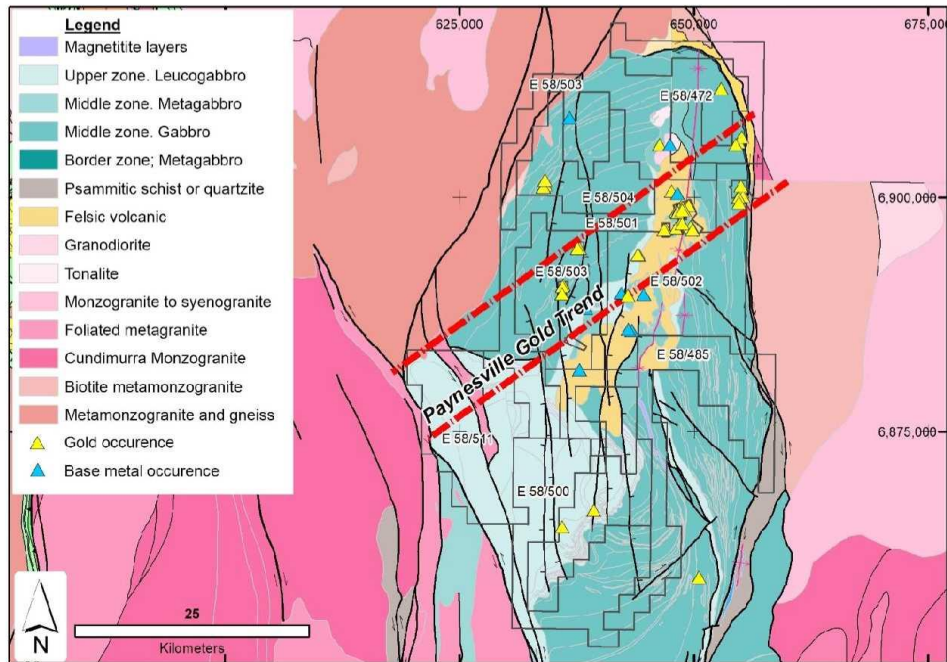 Legend
Magnetitite layers
Upper zone. Leucogabbro
Middle zone. Metagabbro
Middle zone. Gabbro
Border zone; Metagabbro
Psammitic schist or quartzite
Felsic volcanic
Granodiorite
Tonalite
Monzogranite to syenogranite
Foliated metagranite
Cundimurra Monzogranite
Biotite metamonzogranite
Metamonzogranite and gneiss
Gold occurence
Base metal occurence
N
25
Kilometers
625,000
650,000
675,000
6,900,000
6,875,000
E 58/503
E 58/472
E 58/504
E 58/501
E 58/503
E 58/502
Paynesville Gold Trend
E 58/485
E 58/511
E 58/500